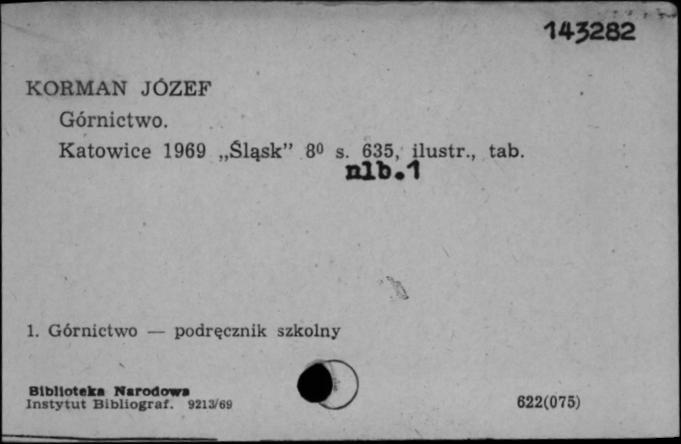 143282
KORMAN JÓZEF
Górnictwo.
Katowice 1969 „Śląsk” 8⁰ s. 635, ilustr., tab.
nlb.1
1. Górnictwo — podręcznik szkolny
Biblioteka Narodowa
Instytut Bibliograf. 9213/69
622(075)